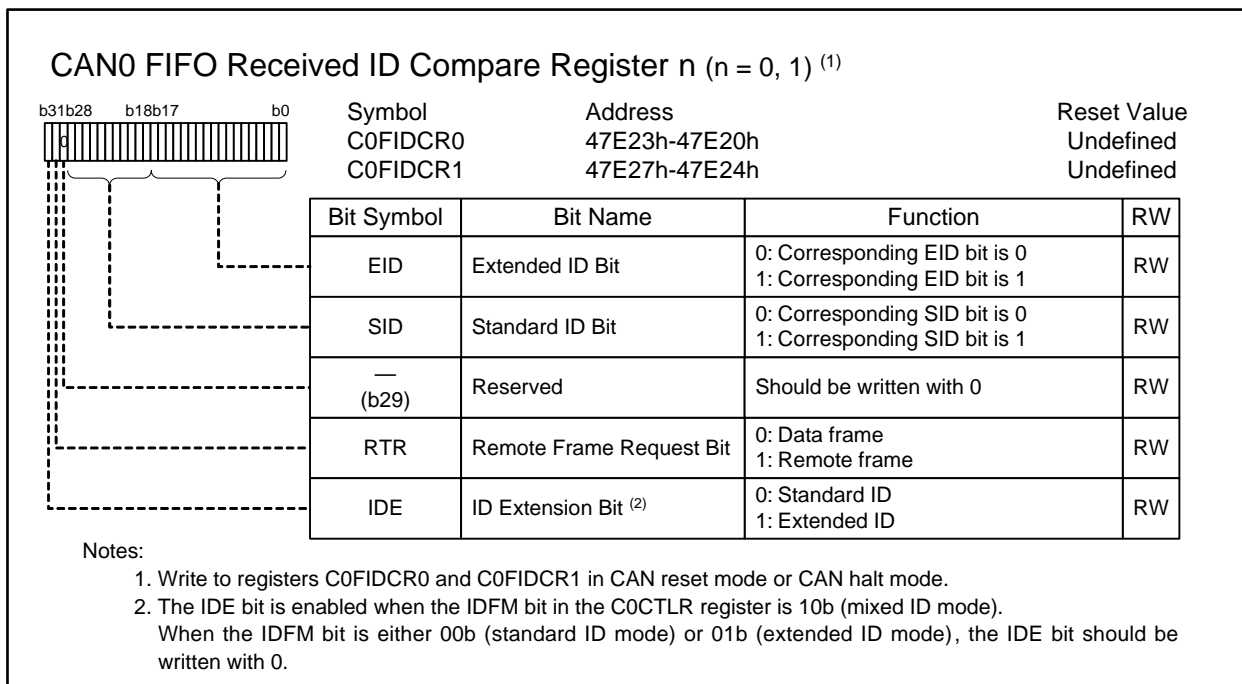 CAN0 FIFO Received ID Compare Register n (n = 0, 1) (1)
b31b28 b18b17 b0
0
Symbol Address Reset Value
C0FIDCR0 47E23h-47E20h Undefined
C0FIDCR1 47E27h-47E24h Undefined
Bit Symbol Bit Name Function RW
EID Extended ID Bit 0: Corresponding EID bit is 0
1: Corresponding EID bit is 1 RW
SID Standard ID Bit 0: Corresponding SID bit is 0
1: Corresponding SID bit is 1 RW
—
(b29) Reserved Should be written with 0 RW
RTR Remote Frame Request Bit 0: Data frame
1: Remote frame RW
IDE ID Extension Bit (2) 0: Standard ID
1: Extended ID RW
Notes:
1. Write to registers C0FIDCR0 and C0FIDCR1 in CAN reset mode or CAN halt mode.
2. The IDE bit is enabled when the IDFM bit in the C0CTLR register is 10b (mixed ID mode).
When the IDFM bit is either 00b (standard ID mode) or 01b (extended ID mode), the IDE bit should be
written with 0.